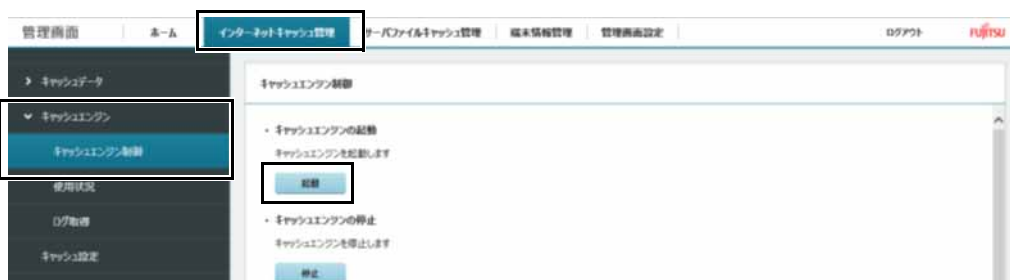 管理画面 ホーム インターネットキャッシュ管理 サーバファイルキャッシュ管理 端末情報管理 管理画面設定 ログアウト FUJITSU
キャッシュデータ
キャッシュエンジン制御
キャッシュエンジン
・ キャッシュエンジンの起動
キャッシュエンジン制御
キャッシュエンジンを起動します
使用状況
起動
ログ取得
・ キャッシュエンジンの停止
キャッシュエンジンを停止します
キャッシュ設定
停止